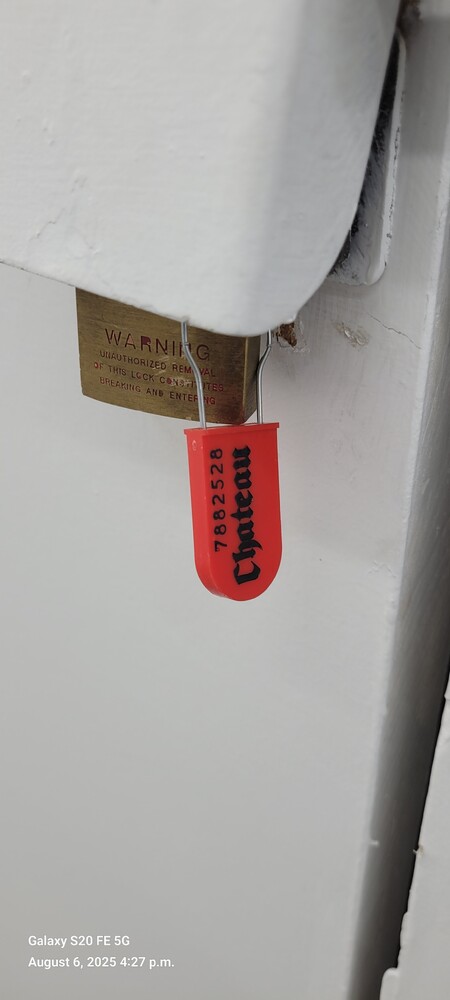 WARNING
UNAUTHORIZED REMOVAL
OF THIS LOCK CONSTITUTES
BREAKING AND ENTERING
7882528
Chateau
Galaxy S20 FE 5G
August 6, 2025 4:27 p.m.